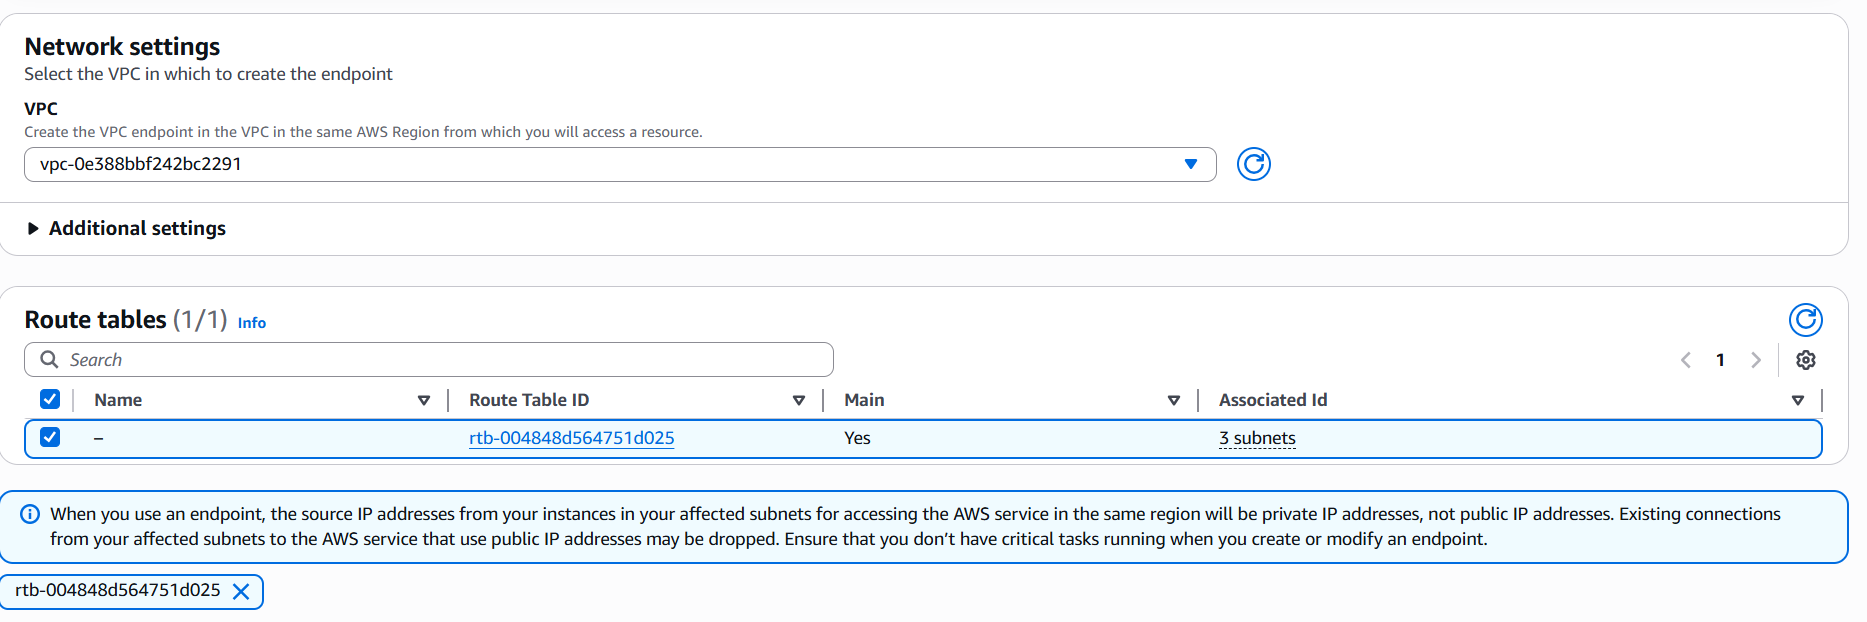 Network settings
Select the VPC in which to create the endpoint
VPC
Create the VPC endpoint in the VPC in the same AWS Region from which you will access a resource.
vpc-0e388bbf242bc2291
Additional settings
Route tables (1/1) Info
Search
1
Name Route Table ID Main Associated Id
– rtb-004848d564751d025 Yes 3 subnets
When you use an endpoint, the source IP addresses from your instances in your affected subnets for accessing the AWS service in the same region will be private IP addresses, not public IP addresses. Existing connections
from your affected subnets to the AWS service that use public IP addresses may be dropped. Ensure that you don’t have critical tasks running when you create or modify an endpoint.
rtb-004848d564751d025